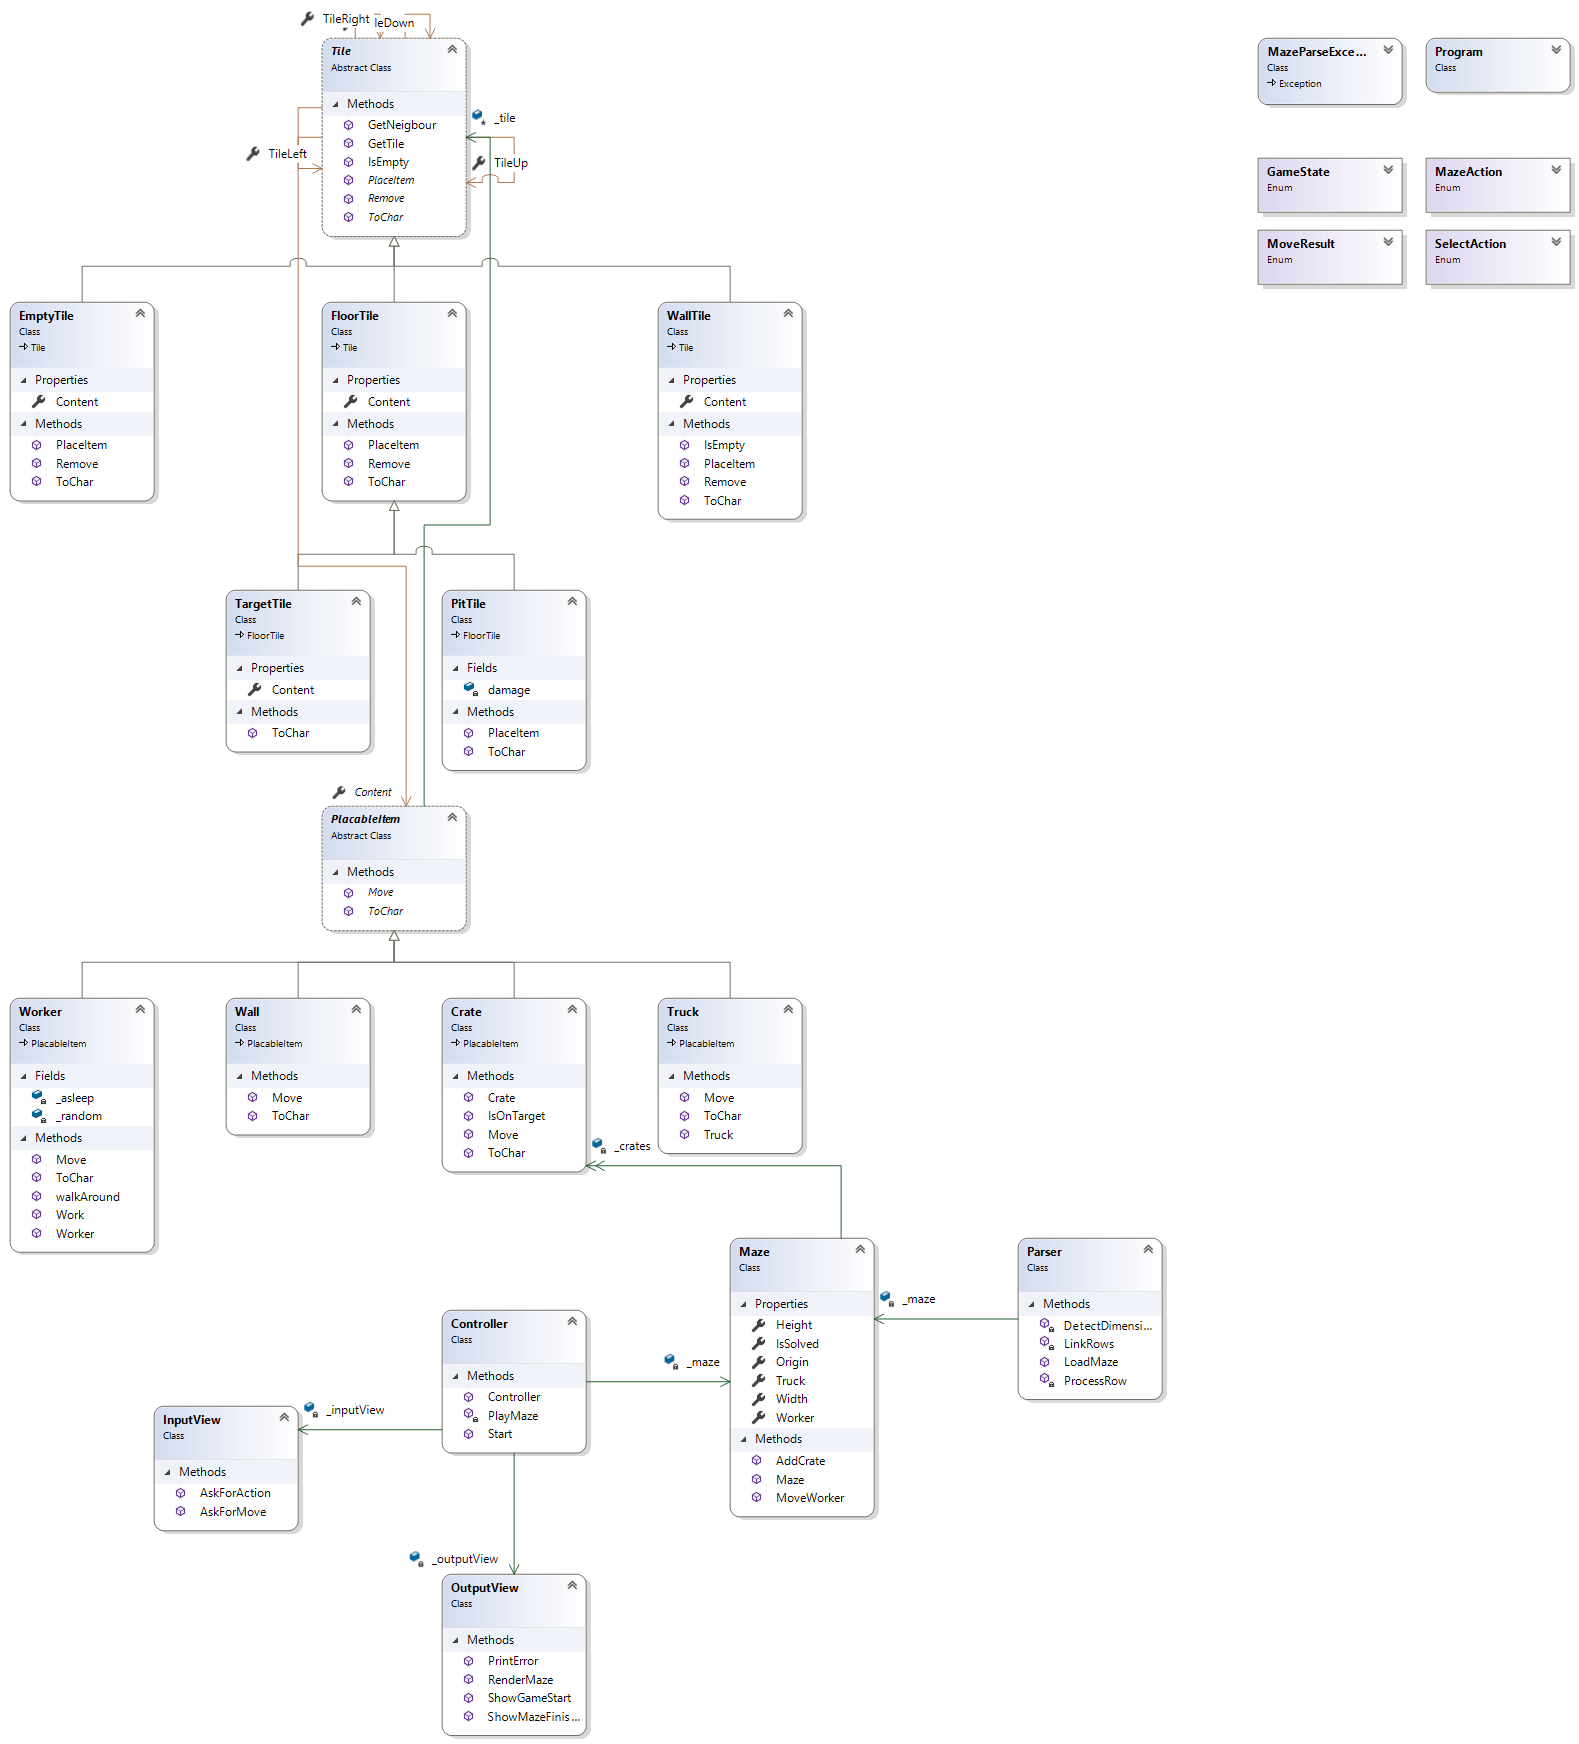 TileRight
leDown
Tile
Abstract Class
Methods
GetNeigbour
GetTile
IsEmpty
PlaceItem
Remove
ToChar
_tile
TileLeft
TileUp
MazeParseExce...
Class
Exception
Program
Class
GameState
Enum
MazeAction
Enum
MoveResult
Enum
SelectAction
Enum
EmptyTile
Class
Tile
Properties
Content
Methods
PlaceItem
Remove
ToChar
FloorTile
Class
Tile
Properties
Content
Methods
PlaceItem
Remove
ToChar
WallTile
Class
Tile
Properties
Content
Methods
IsEmpty
PlaceItem
Remove
ToChar
TargetTile
Class
FloorTile
Properties
Content
Methods
ToChar
PitTile
Class
FloorTile
Fields
damage
Methods
PlaceItem
ToChar
Content
PlacableItem
Abstract Class
Methods
Move
ToChar
Worker
Class
PlacableItem
Fields
_asleep
_random
Methods
Move
ToChar
walkAround
Work
Worker
Wall
Class
PlacableItem
Methods
Move
ToChar
Crate
Class
PlacableItem
Methods
Crate
IsOnTarget
Move
ToChar
_crates
Truck
Class
PlacableItem
Methods
Move
ToChar
Truck
Maze
Class
Properties
Height
IsSolved
Origin
Truck
Width
Worker
Methods
AddCrate
Maze
MoveWorker
_maze
Parser
Class
Methods
DetectDimensi...
LinkRows
LoadMaze
ProcessRow
Controller
Class
Methods
Controller
PlayMaze
Start
_maze
_inputView
InputView
Class
Methods
AskForAction
AskForMove
_outputView
OutputView
Class
Methods
PrintError
RenderMaze
ShowGameStart
ShowMazeFinis...